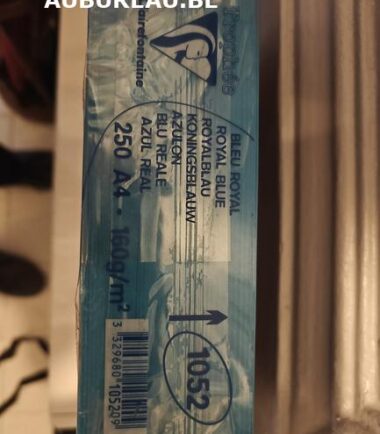 AUBUREAU.BE
Trophée
Clairefontaine
BLEU ROYAL
ROYAL BLUE
ROYALBLAU
KONINGSBLAUW
AZULON
BLU REALE
AZUL REAL
250 A4 • 160g/m²
1052
3 329680 105209